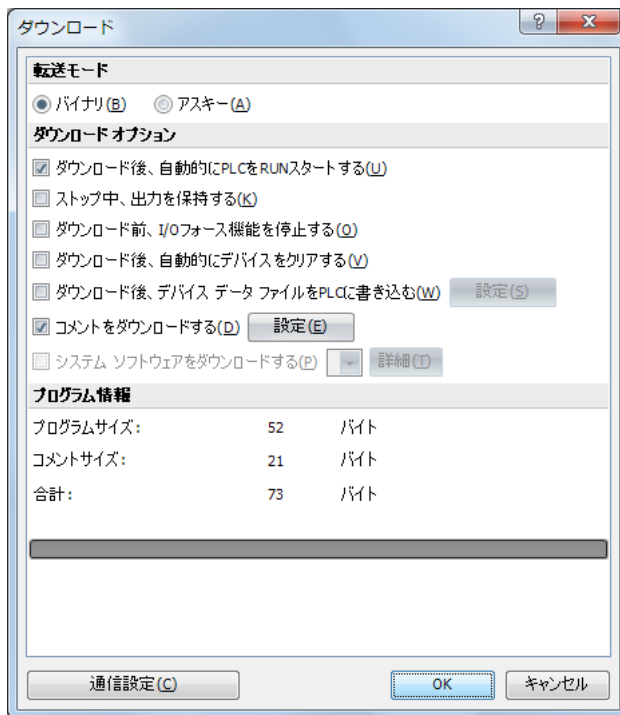 ダウンロード
転送モード
バイナリ(B) アスキー(A)
ダウンロード オプション
ダウンロード後、自動的にPLCをRUNスタートする(U)
ストップ中、出力を保持する(K)
ダウンロード前、I/Oフォース機能を停止する(O)
ダウンロード後、自動的にデバイスをクリアする(V)
ダウンロード後、デバイス データ ファイルをPLCに書き込む(W) 設定(S)
コメントをダウンロードする(D) 設定(E)
システム ソフトウェアをダウンロードする(P) 詳細(T)
プログラム情報
プログラムサイズ: 52 バイト
コメントサイズ: 21 バイト
合計: 73 バイト
通信設定(C) OK キャンセル